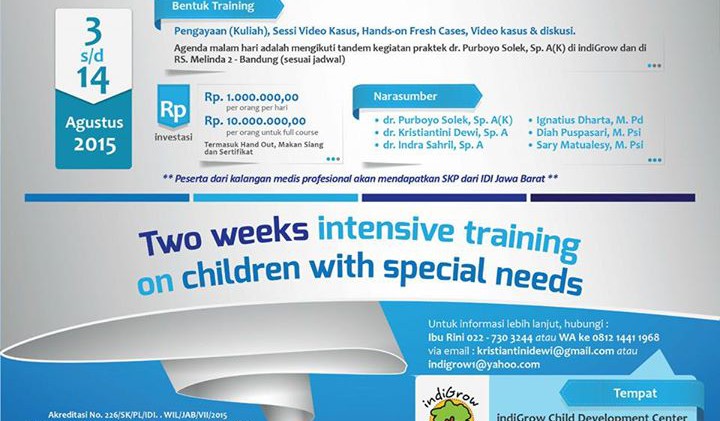 Bentuk Training
Pengayaan (Kuliah), Sessi Video Kasus, Hands-on Fresh Cases, Video kasus & diskusi.
Agenda malam hari adalah mengikuti tandem kegiatan praktek dr. Purboyo Solek, Sp. A(K) di indiGrow dan di
RS. Melinda 2 - Bandung (sesuai jadwal)
3
s/d
14
Agustus
2015
Rp
investasi
Rp. 1.000.000,00
per orang per hari
Rp. 10.000.000,00
per orang untuk full course
Termasuk Hand Out, Makan Siang
dan Sertifikat
Narasumber
• dr. Purboyo Solek, Sp. A(K)
• dr. Kristiantini Dewi, Sp. A
• dr. Indra Sahril, Sp. A
• Ignatius Dharta, M. Pd
• Diah Puspasari, M. Psi
• Sary Matualesy, M. Psi
** Peserta dari kalangan medis profesional akan mendapatkan SKP dari IDI Jawa Barat **
Two weeks intensive training
on children with special needs
Untuk informasi lebih lanjut, hubungi :
Ibu Rini 022 - 730 3244 atau WA ke 0812 1441 1968
via email : kristiantinidewi@gmail.com atau
indigrow1@yahoo.com
Tempat
indiGrow
indiGrow Child Development Center
Akreditasi No. 226/SK/PL/IDI. . WIL/JAB/VII/2015